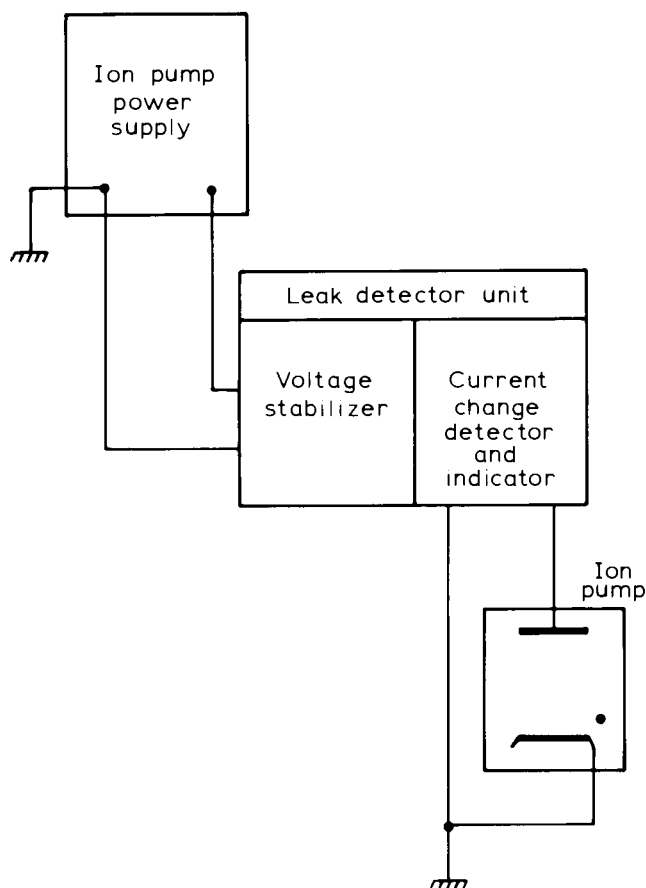 Ion pump
power
supply
Leak detector unit
Voltage
stabilizer
Current
change
detector
and
indicator
Ion
pump